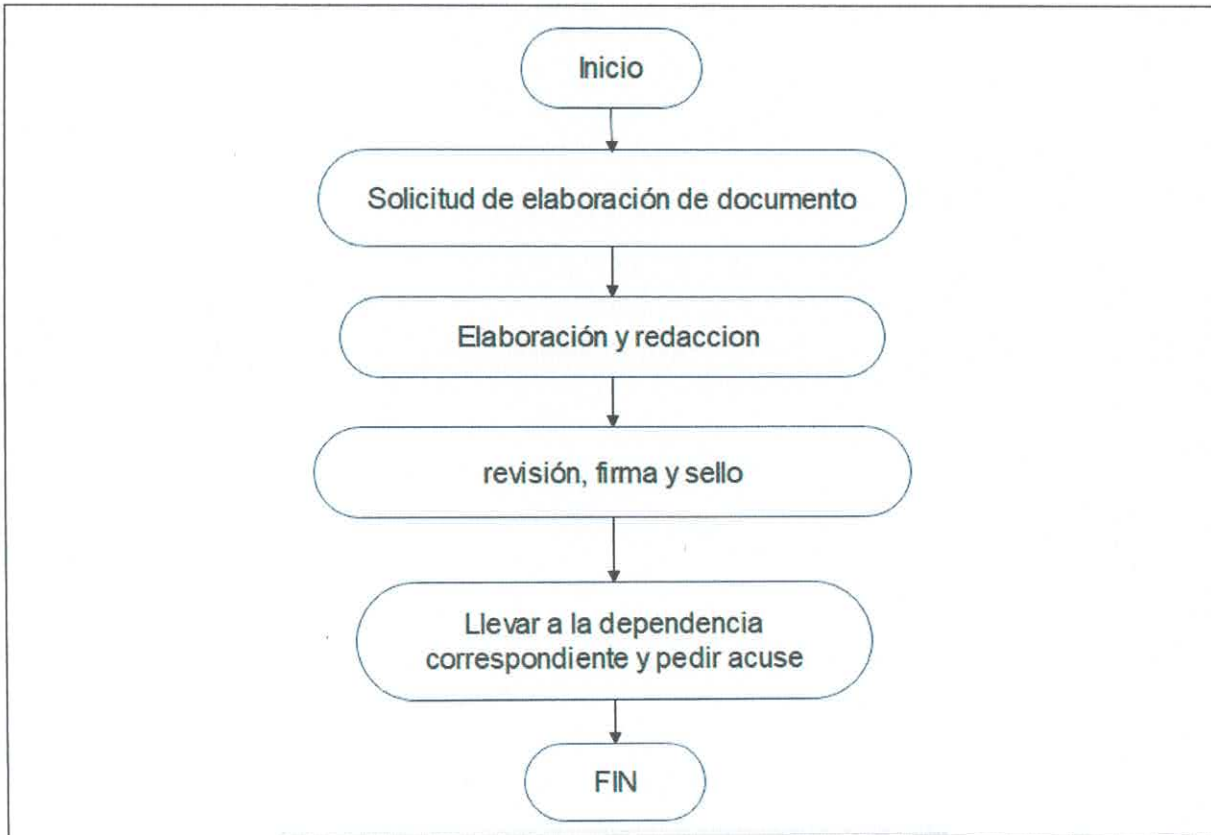 Inicio
Solicitud de elaboración de documento
Elaboración y redaccion
revisión, firma y sello
Llevar a la dependencia
correspondiente y pedir acuse
FIN